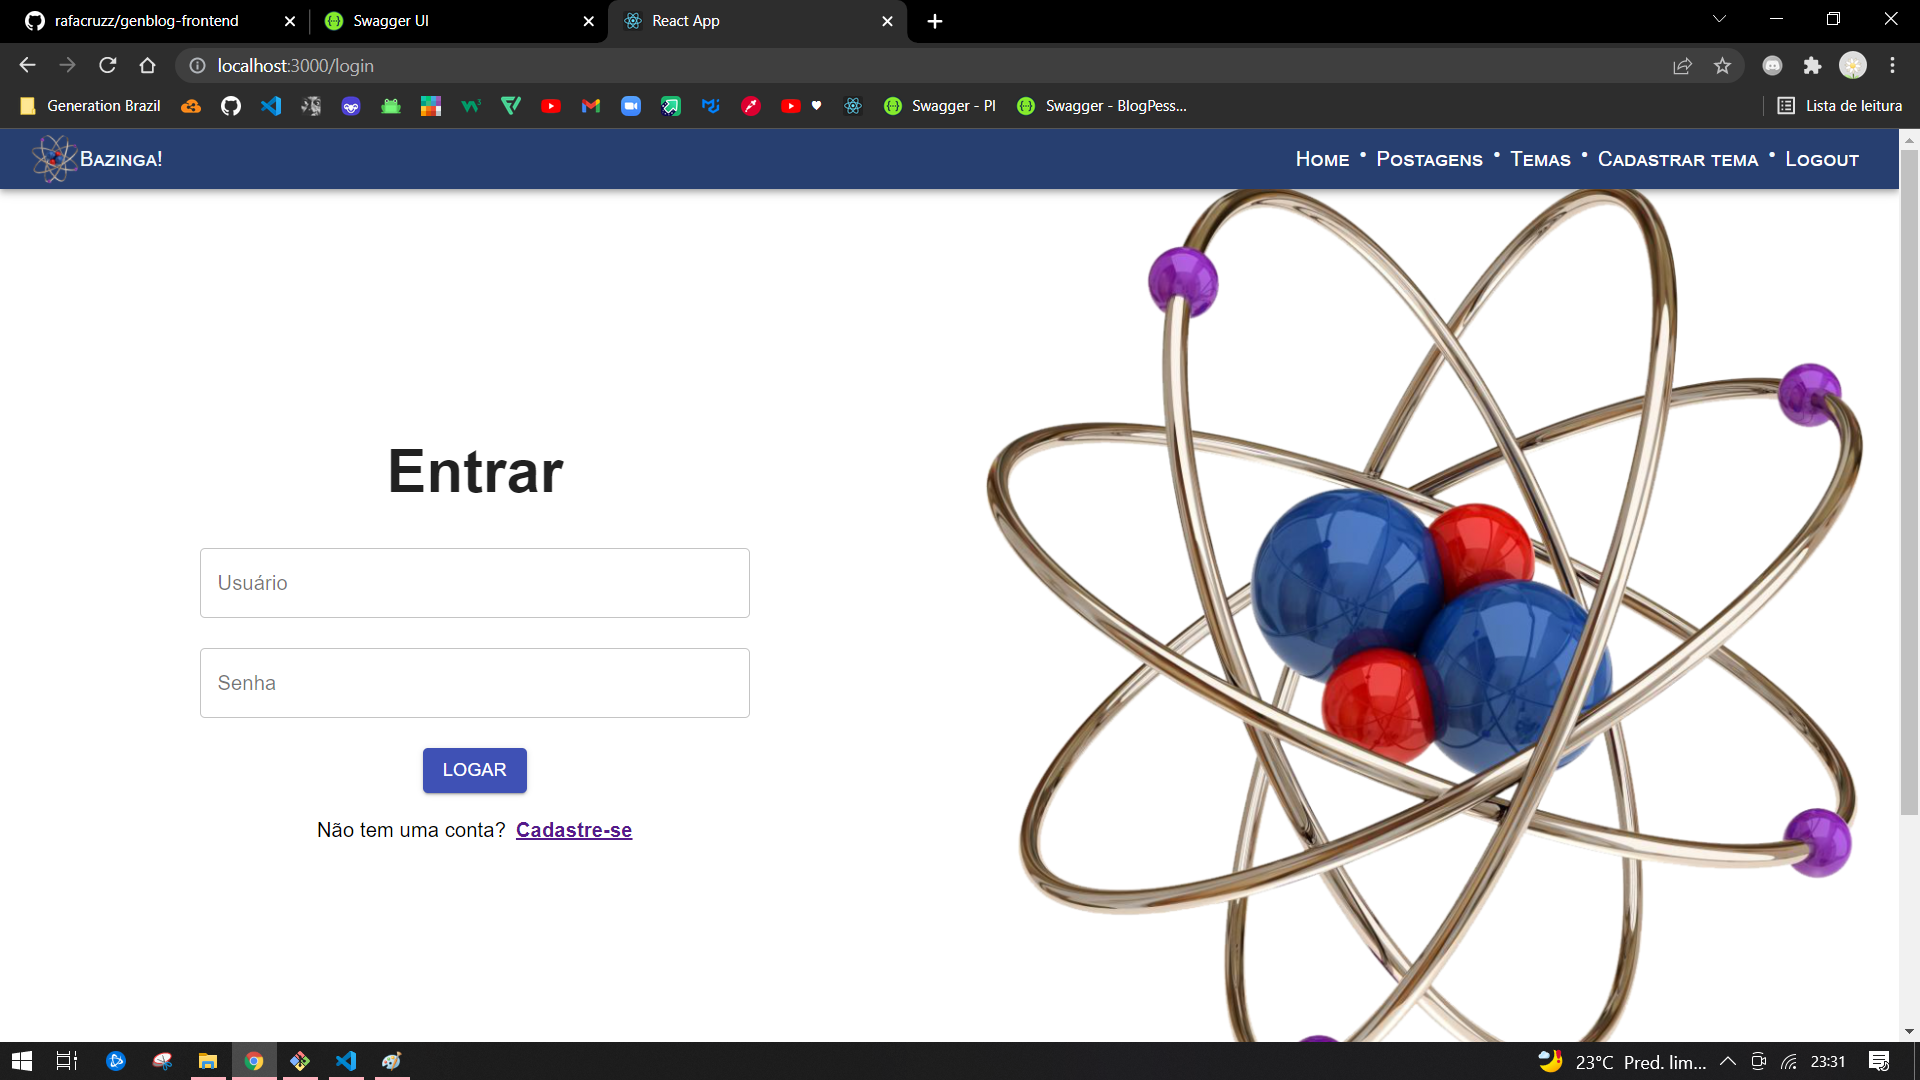 rafacruzz/genblog-frontend
Swagger UI
React App
localhost:3000/login
Generation Brazil
Swagger - PI
Swagger - BlogPess...
Lista de leitura
Bazinga!
Home • Postagens • Temas • Cadastrar tema • Logout
Entrar
Usuário
Senha
LOGAR
Não tem uma conta? Cadastre-se
23°C Pred. lim...
23:31